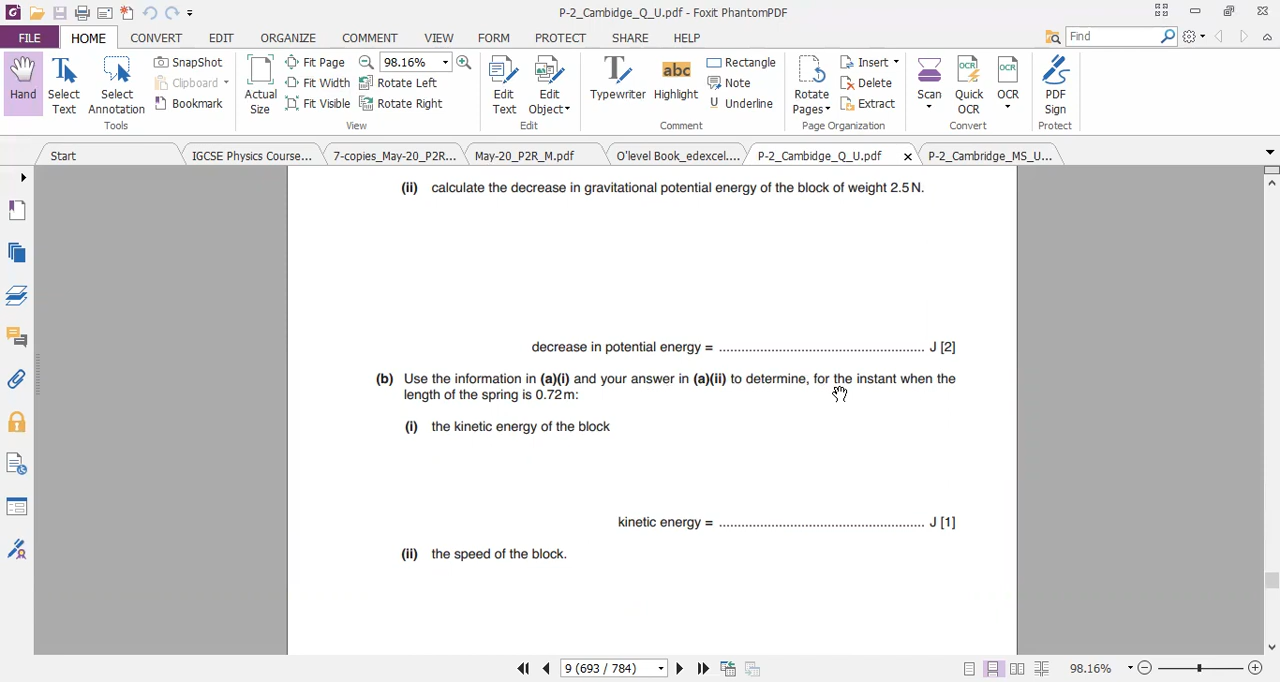 P-2_Cambidge_Q_U.pdf - Foxit PhantomPDF
FILE HOME CONVERT EDIT ORGANIZE COMMENT VIEW FORM PROTECT SHARE HELP Find
Hand
Select Text
Select Annotation
SnapShot
Clipboard
Bookmark
Tools
Actual Size
Fit Page
Fit Width
Fit Visible
98.16%
Rotate Left
Rotate Right
View
Edit Text
Edit Object
Edit
Typewriter
abc
Highlight
Rectangle
Note
Underline
Comment
Rotate Pages
Insert
Delete
Extract
Page Organization
Scan
OCR
Quick OCR
OCR
OCR
Convert
PDF Sign
Protect
Start IGCSE Physics Course... 7-copies_May-20_P2R... May-20_P2R_M.pdf O'level Book_edexcel.... P-2_Cambidge_Q_U.pdf P-2_Cambridge_MS_U...
(ii) calculate the decrease in gravitational potential energy of the block of weight 2.5 N.
decrease in potential energy = .................................................... J [2]
(b) Use the information in (a)(i) and your answer in (a)(ii) to determine, for the instant when the
length of the spring is 0.72 m:
(i) the kinetic energy of the block
kinetic energy = .................................................... J [1]
(ii) the speed of the block.
9 (693 / 784)
98.16%